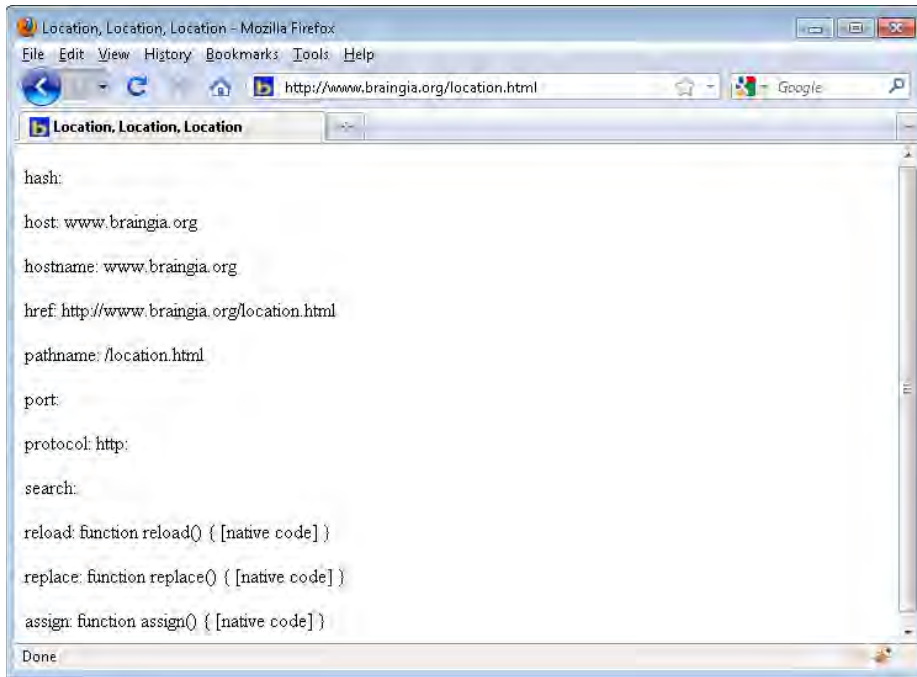 Location, Location, Location - Mozilla Firefox
File Edit View History Bookmarks Tools Help
http://www.braingia.org/location.html
Google
Location, Location, Location
hash:
host: www.braingia.org
hostname: www.braingia.org
href: http://www.braingia.org/location.html
pathname: /location.html
port:
protocol: http:
search:
reload: function reload() { [native code] }
replace: function replace() { [native code] }
assign: function assign() { [native code] }
Done